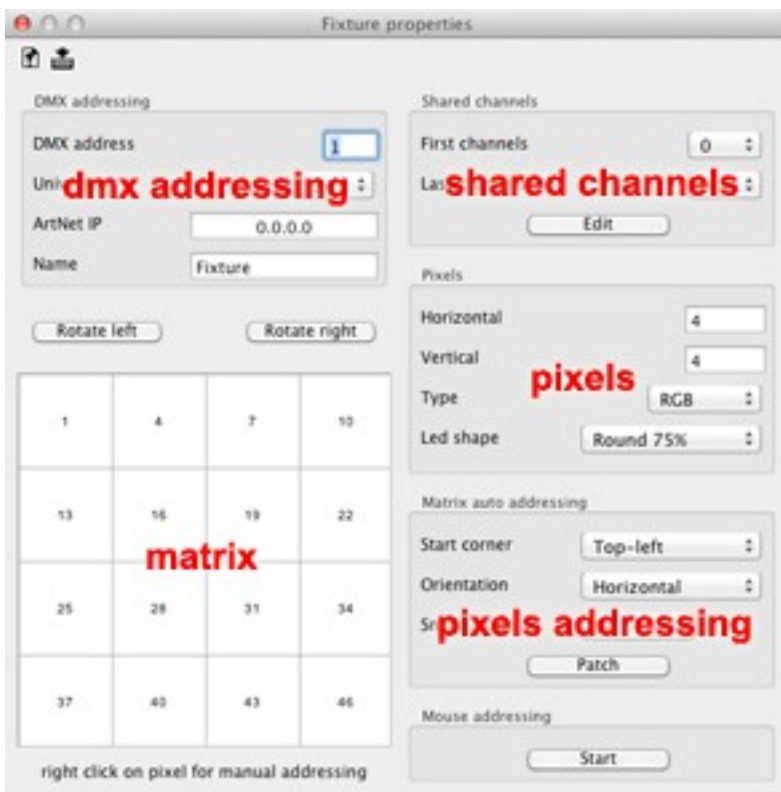 Fixture properties
DMX addressing
DMX address 1
Uni
dmx addressing
ArtNet IP 0.0.0.0
Name Fixture
Rotate left Rotate right
1 4 7 10
13 16 19 22
matrix
25 28 31 34
37 40 43 46
right click on pixel for manual addressing
Shared channels
First channels 0
Las
shared channels
Edit
Pixels
Horizontal 4
Vertical 4
pixels
Type RGB
Led shape Round 75%
Matrix auto addressing
Start corner Top-left
Orientation Horizontal
pixels addressing
Patch
Mouse addressing
Start